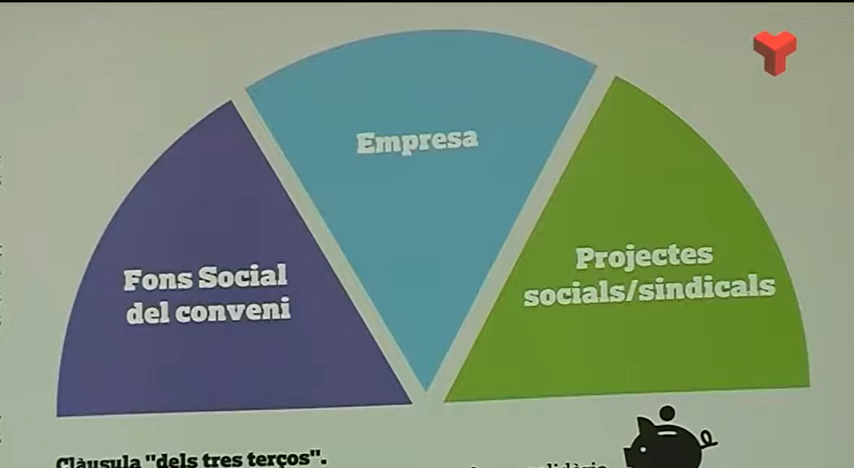 Empresa
Fons Social
del conveni
Projectes
socials/sindicals
Clàusula "dels tres terços".